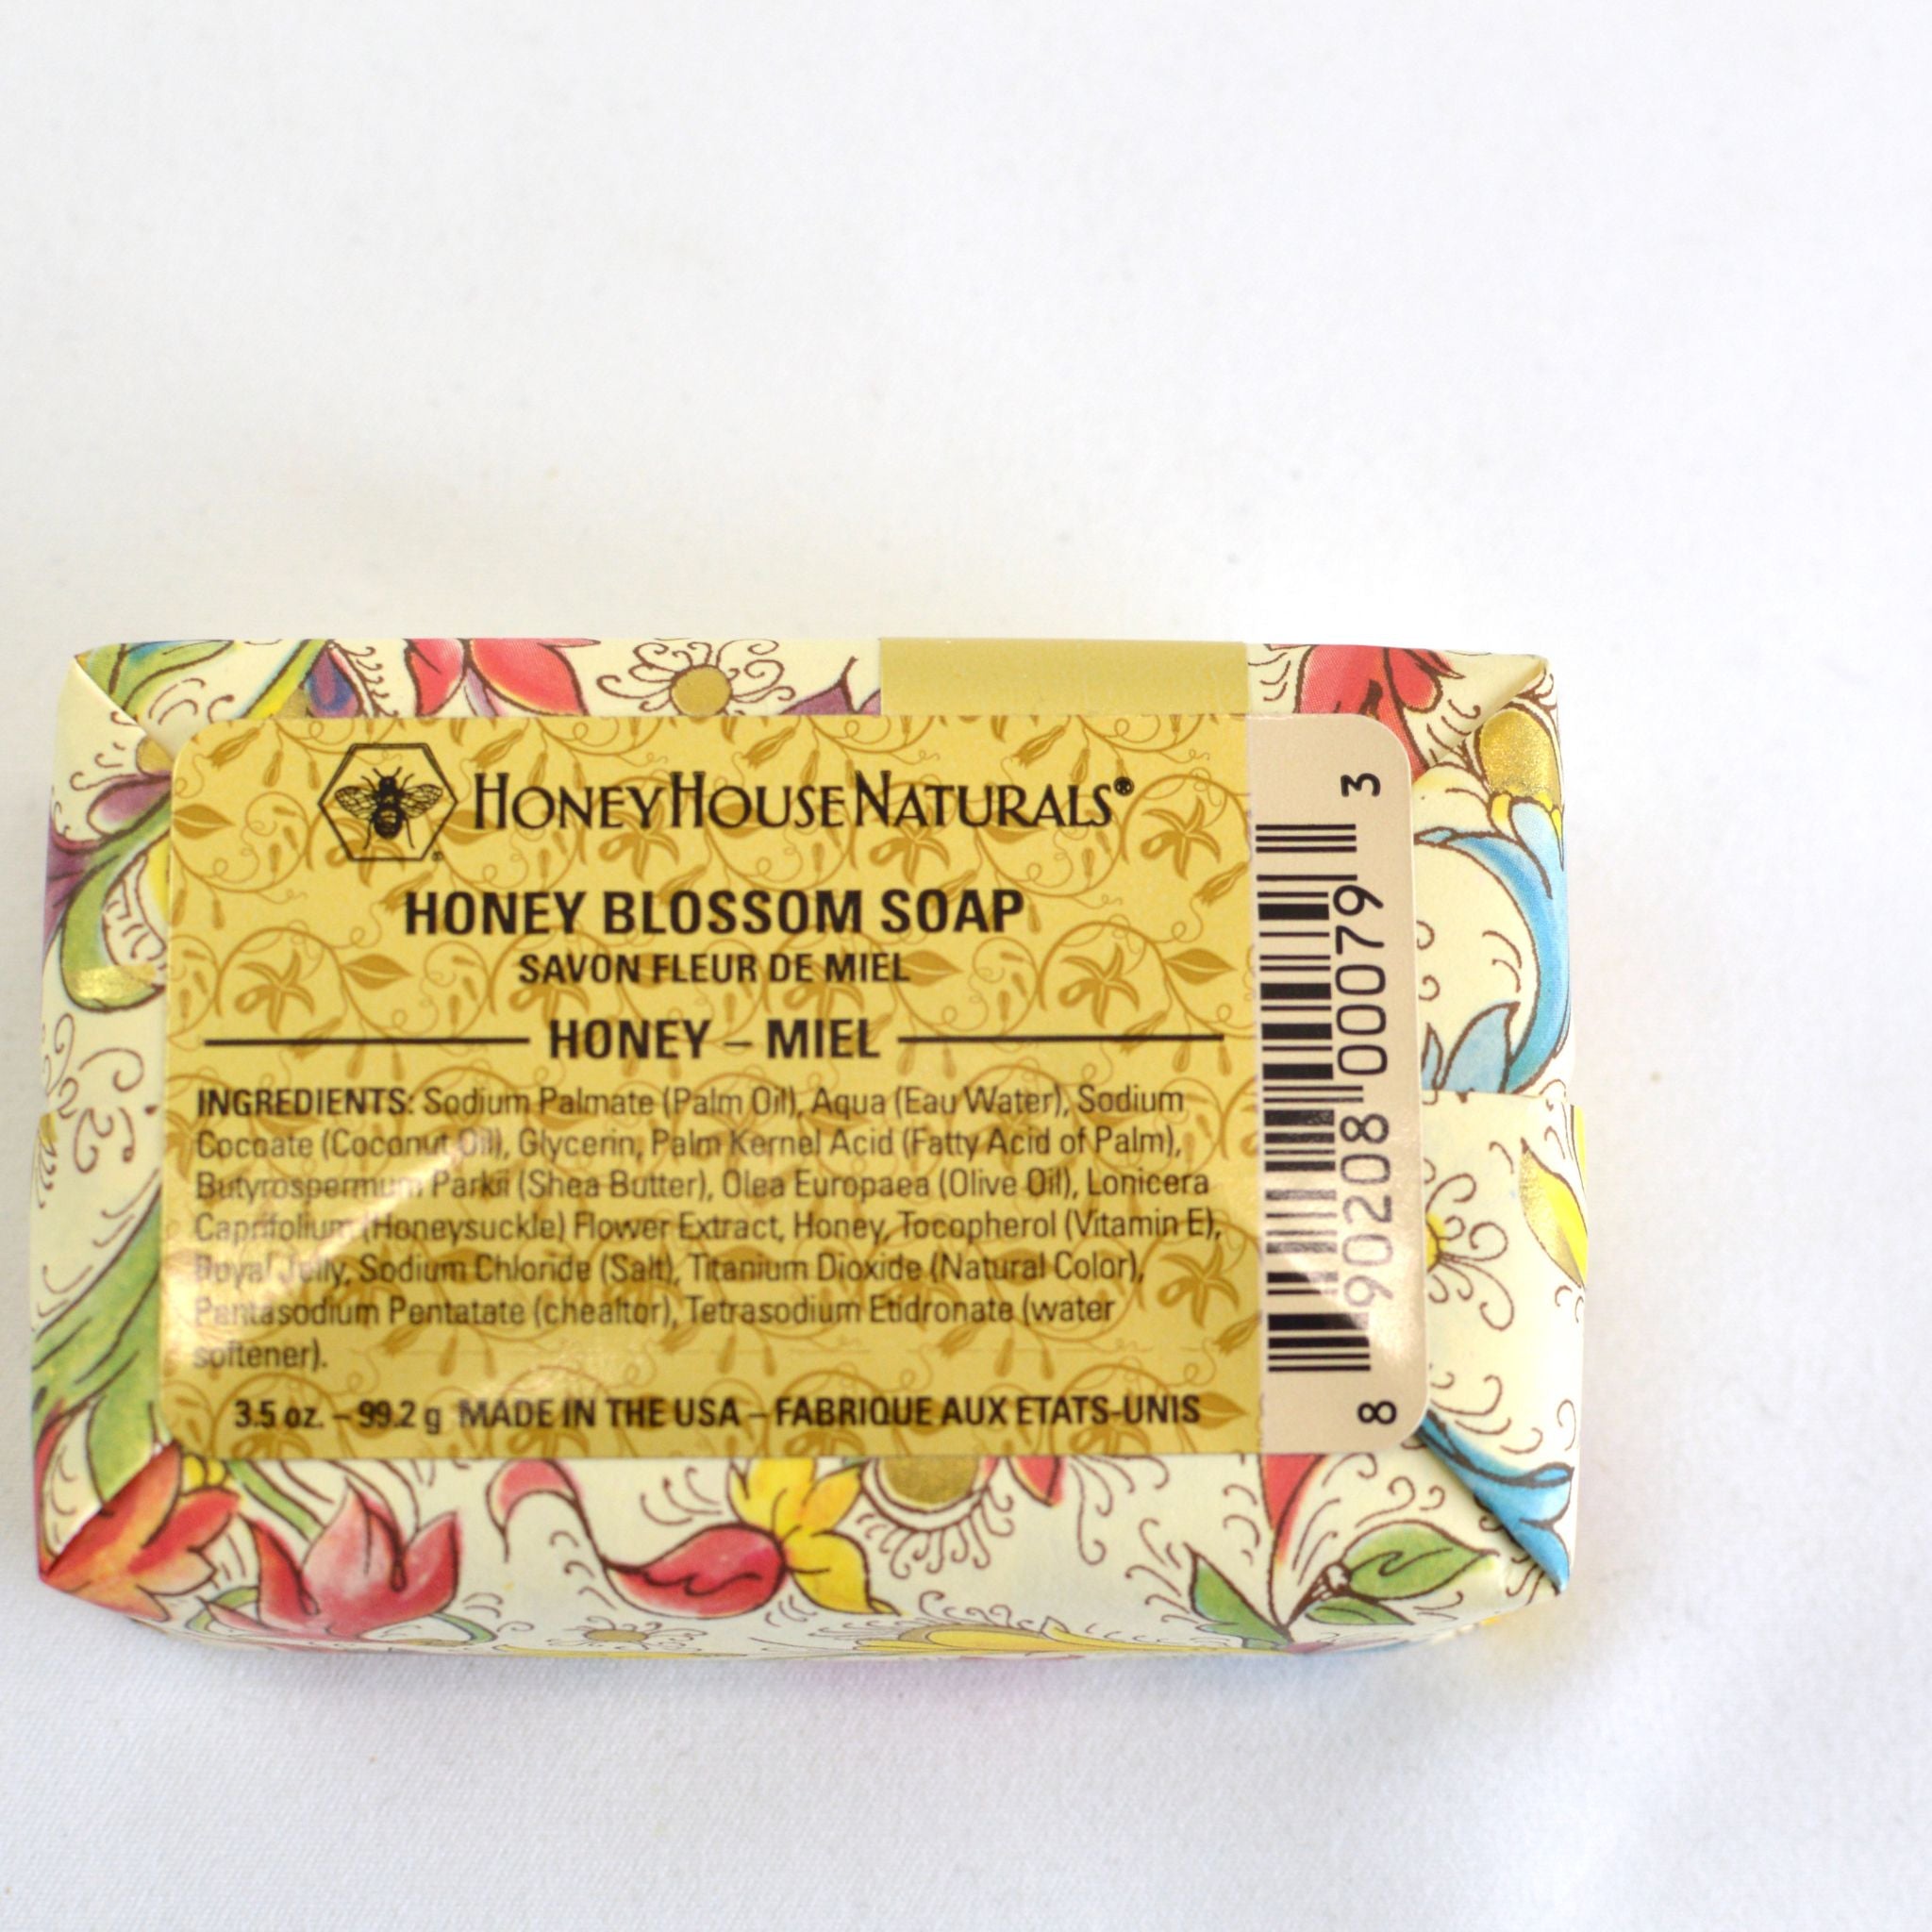 HONEY HOUSE NATURALS®
HONEY BLOSSOM SOAP
SAVON FLEUR DE MIEL
HONEY – MIEL
INGREDIENTS: Sodium Palmate (Palm Oil), Aqua (Eau Water), Sodium
Cocoate (Coconut Oil), Glycerin, Palm Kernel Acid (Fatty Acid of Palm),
Butyrospermum Parkii (Shea Butter), Olea Europaea (Olive Oil), Lonicera
Caprifolium (Honeysuckle) Flower Extract, Honey, Tocopherol (Vitamin E),
Royal Jelly, Sodium Chloride (Salt), Titanium Dioxide (Natural Color),
Pentasodium Pentatate (chealtor), Tetrasodium Etidronate (water
softener).
3.5 oz. – 99.2 g MADE IN THE USA – FABRIQUE AUX ETATS-UNIS
8 90208 00079 3